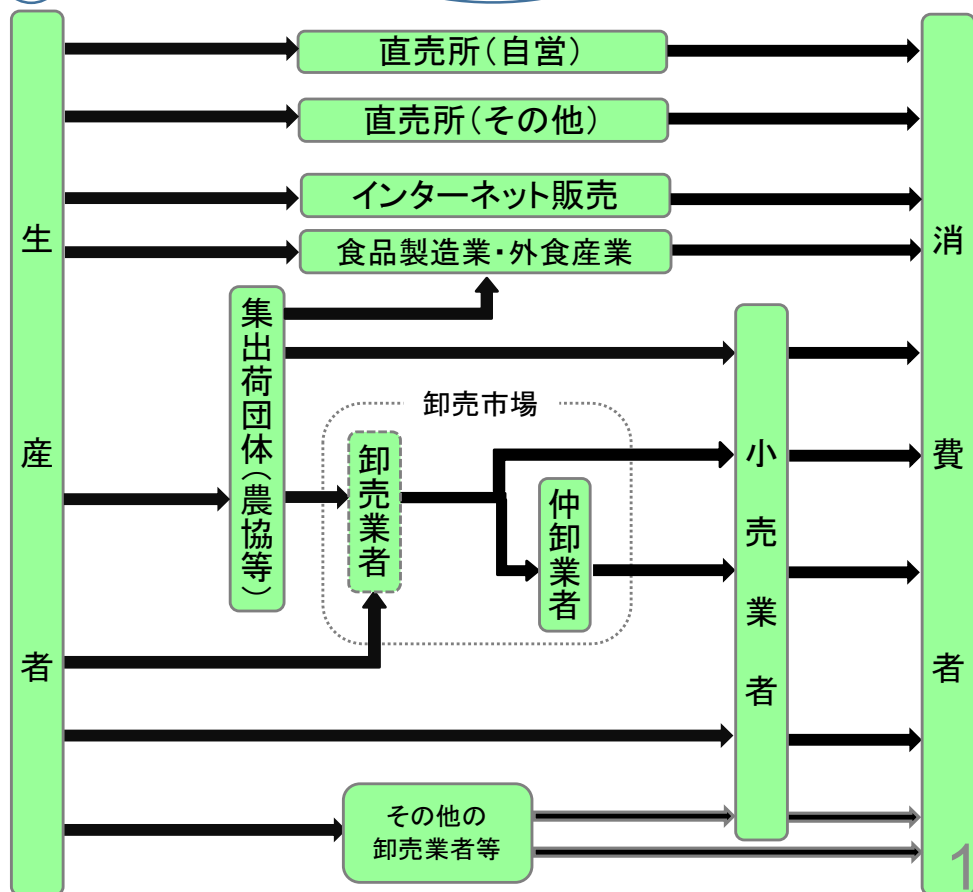 直売所(自営)
直売所(その他)
インターネット販売
食品製造業・外食産業
生産者
消費者
集出荷団体(農協等)
卸売市場
卸売業者
仲卸業者
小売業者
その他の
卸売業者等
1